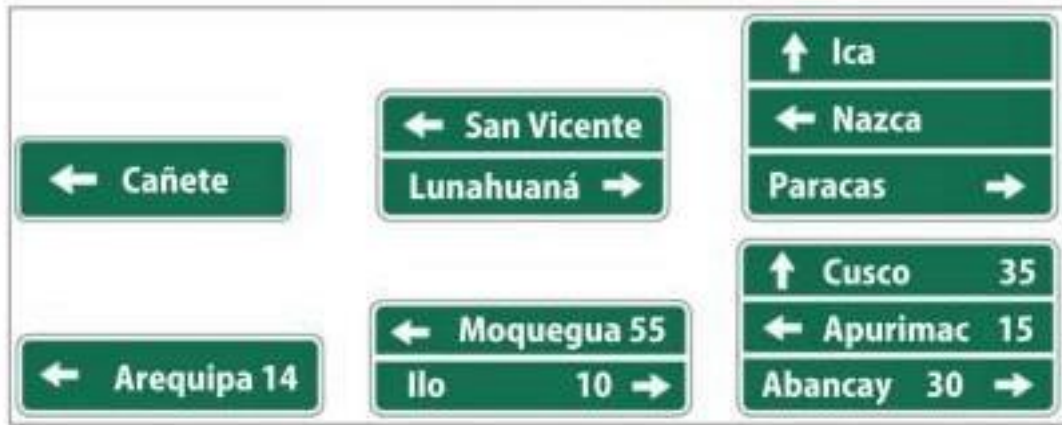 ← Cañete
← San Vicente
Lunahuaná →
↑ Ica
← Nazca
Paracas →
← Arequipa 14
← Moquegua 55
Ilo 10 →
↑ Cusco 35
← Apurimac 15
Abancay 30 →